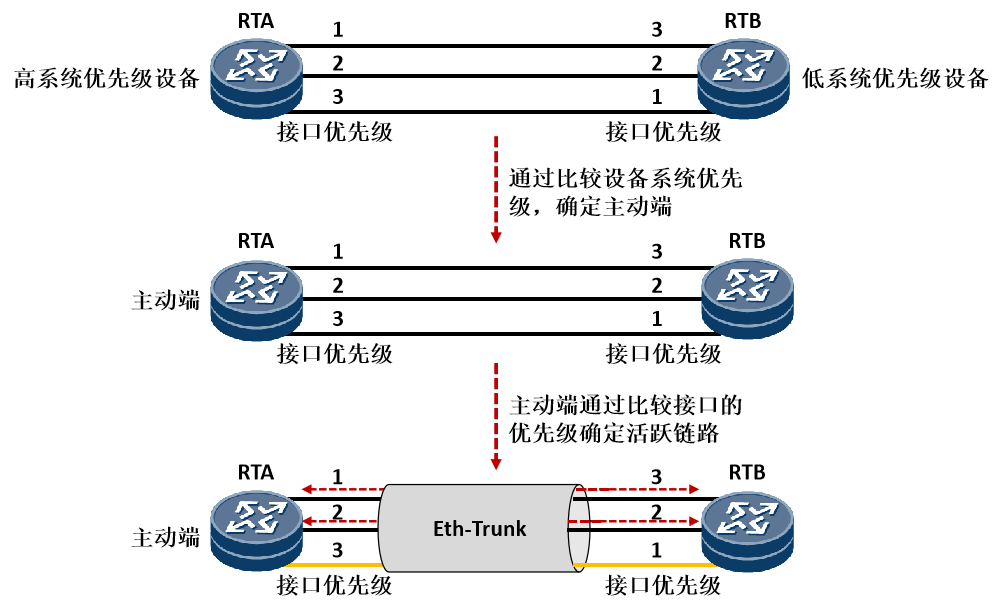 RTA
RTB
1
3
高系统优先级设备
2
2
低系统优先级设备
3
1
接口优先级
接口优先级
通过比较设备系统优先
级，确定主动端
RTA
RTB
1
3
主动端
2
2
3
1
接口优先级
接口优先级
主动端通过比较接口的
优先级确定活跃链路
RTA
RTB
1
3
2
2
主动端
Eth-Trunk
3
1
接口优先级
接口优先级